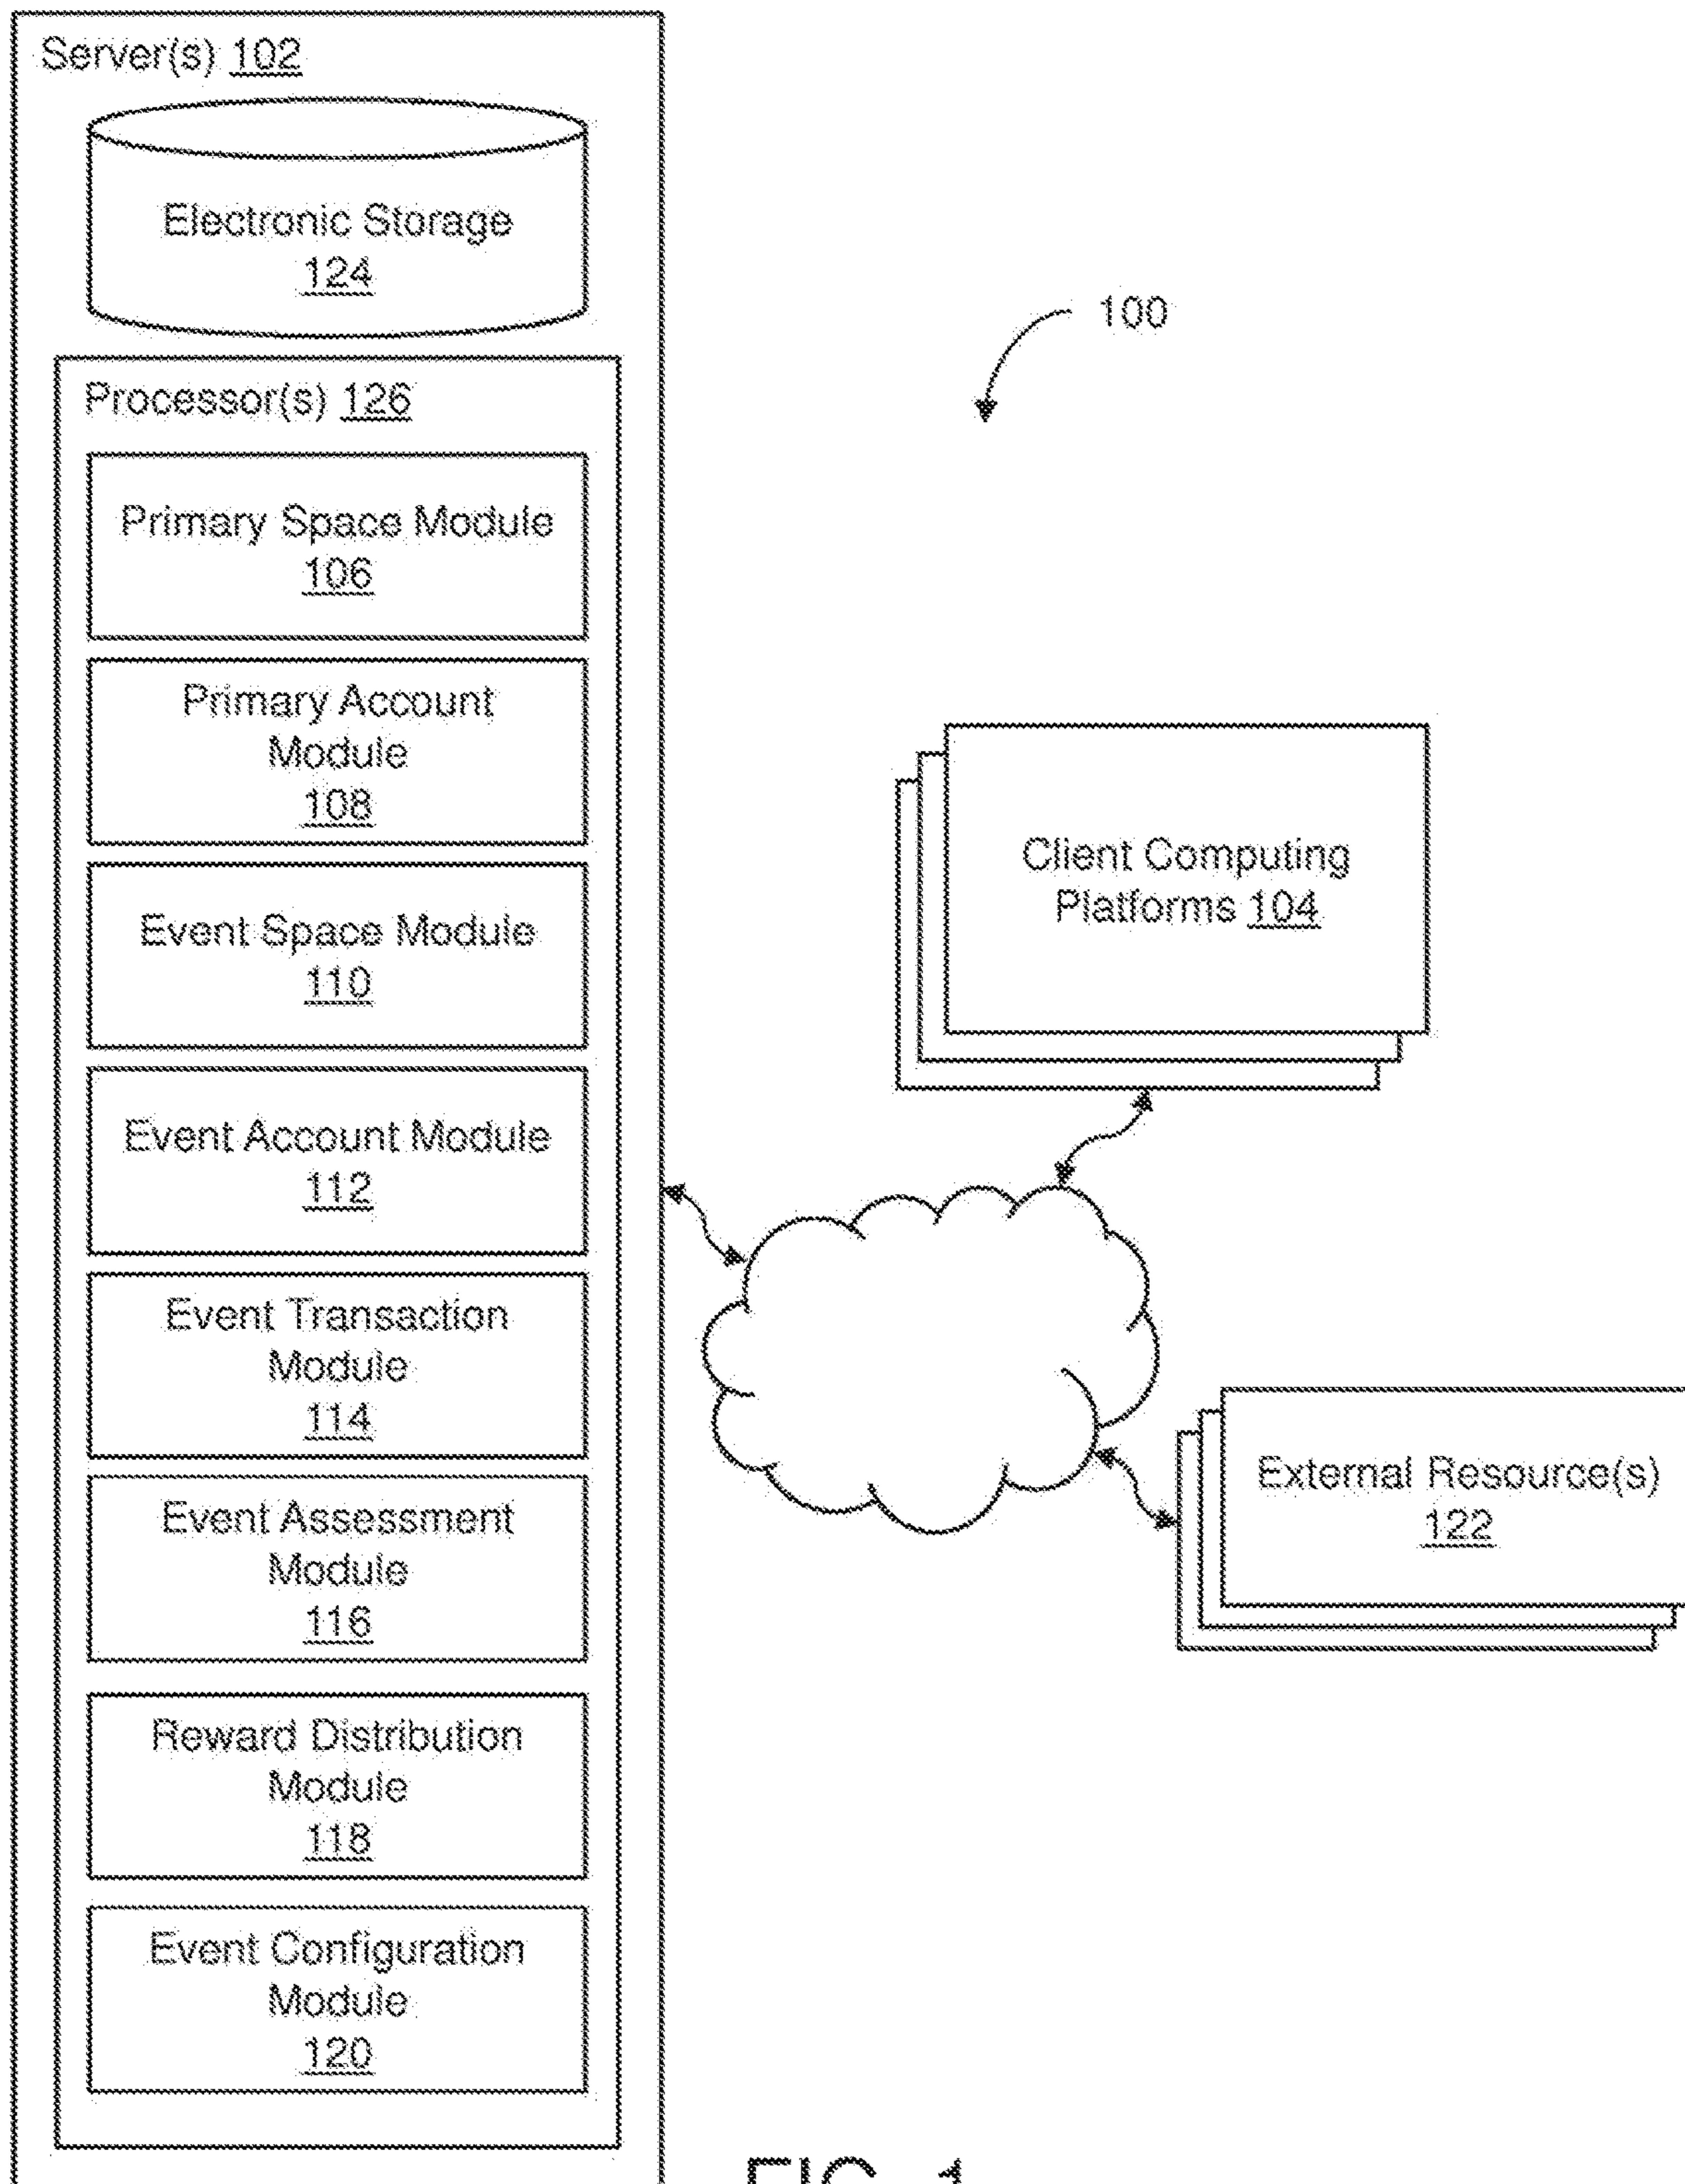 Server(s) 102
Electronic Storage
124
100
Processor(s) 126
Primary Space Module
106
Primary Account
Module
108
Event Space Module
110
Event Account Module
112
Event Transaction
Module
114
Event Assessment
Module
116
Reward Distribution
Module
118
Event Configuration
Module
120
Client Computing
Platforms 104
External Resource(s)
122
FIG. 1